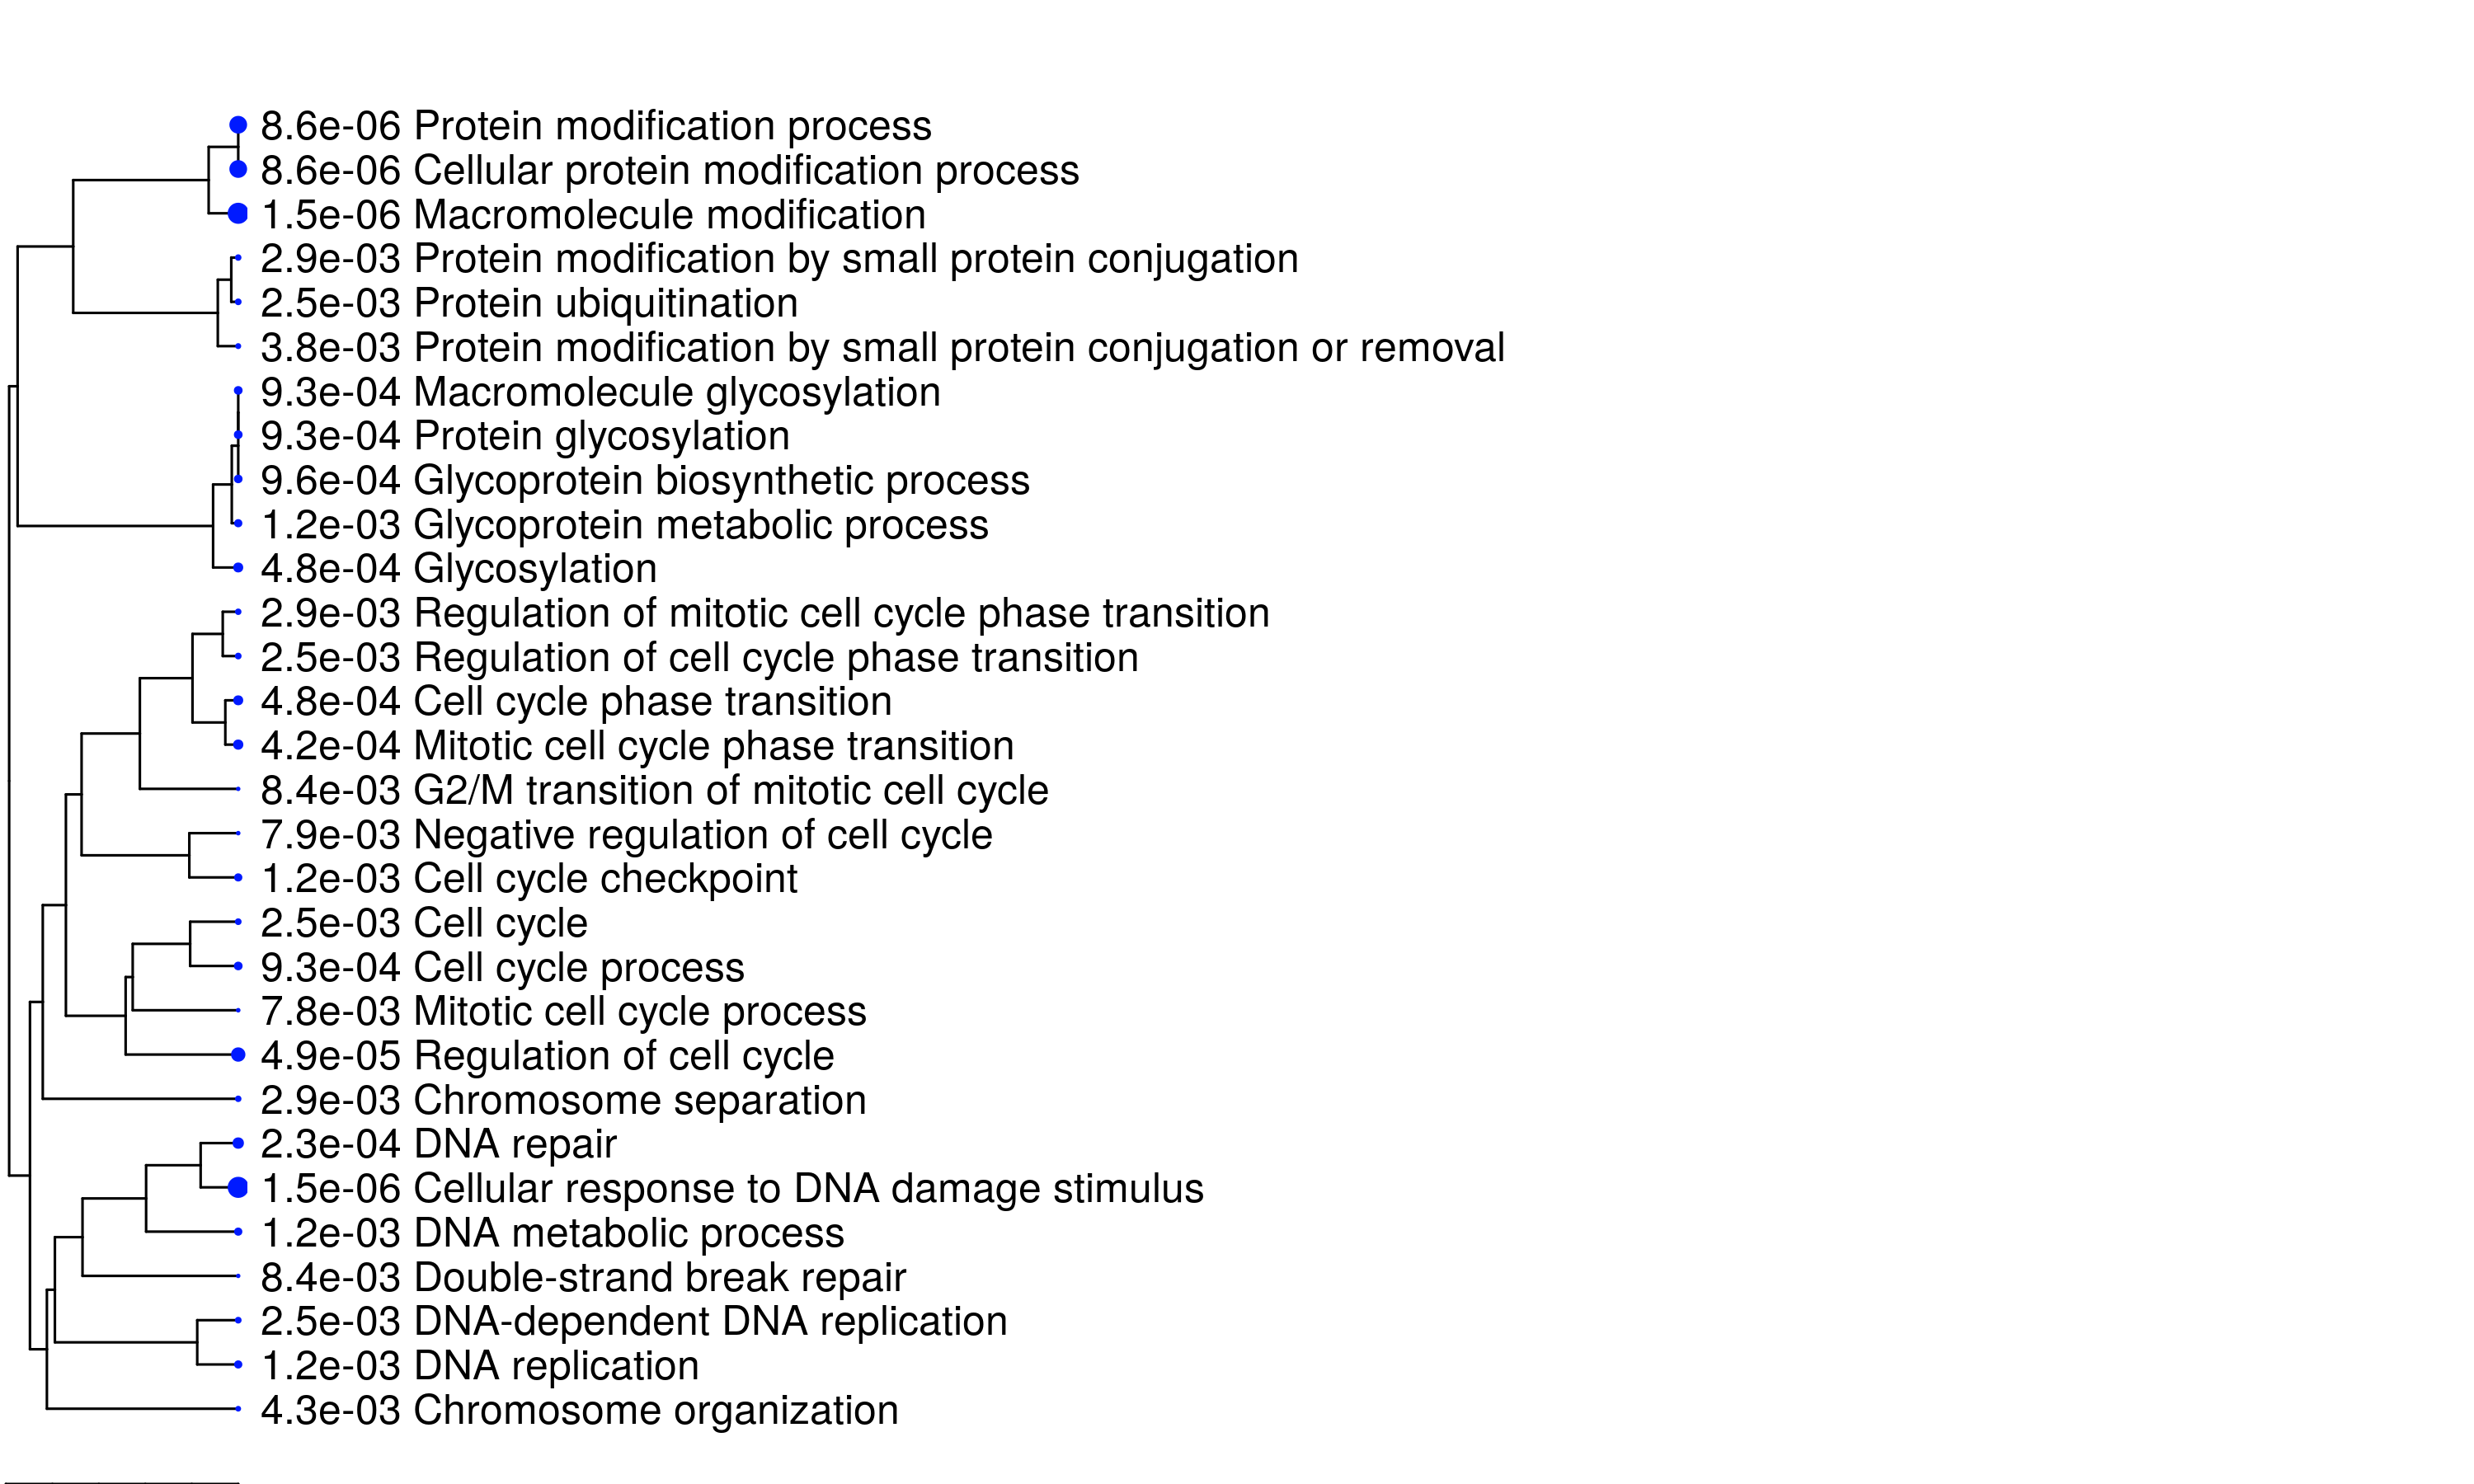 8.6e-06 Protein modification process
8.6e-06 Cellular protein modification process
1.5e-06 Macromolecule modification
2.9e-03 Protein modification by small protein conjugation
2.5e-03 Protein ubiquitination
3.8e-03 Protein modification by small protein conjugation or removal
9.3e-04 Macromolecule glycosylation
9.3e-04 Protein glycosylation
9.6e-04 Glycoprotein biosynthetic process
1.2e-03 Glycoprotein metabolic process
4.8e-04 Glycosylation
2.9e-03 Regulation of mitotic cell cycle phase transition
2.5e-03 Regulation of cell cycle phase transition
4.8e-04 Cell cycle phase transition
4.2e-04 Mitotic cell cycle phase transition
8.4e-03 G2/M transition of mitotic cell cycle
7.9e-03 Negative regulation of cell cycle
1.2e-03 Cell cycle checkpoint
2.5e-03 Cell cycle
9.3e-04 Cell cycle process
7.8e-03 Mitotic cell cycle process
4.9e-05 Regulation of cell cycle
2.9e-03 Chromosome separation
2.3e-04 DNA repair
1.5e-06 Cellular response to DNA damage stimulus
1.2e-03 DNA metabolic process
8.4e-03 Double-strand break repair
2.5e-03 DNA-dependent DNA replication
1.2e-03 DNA replication
4.3e-03 Chromosome organization